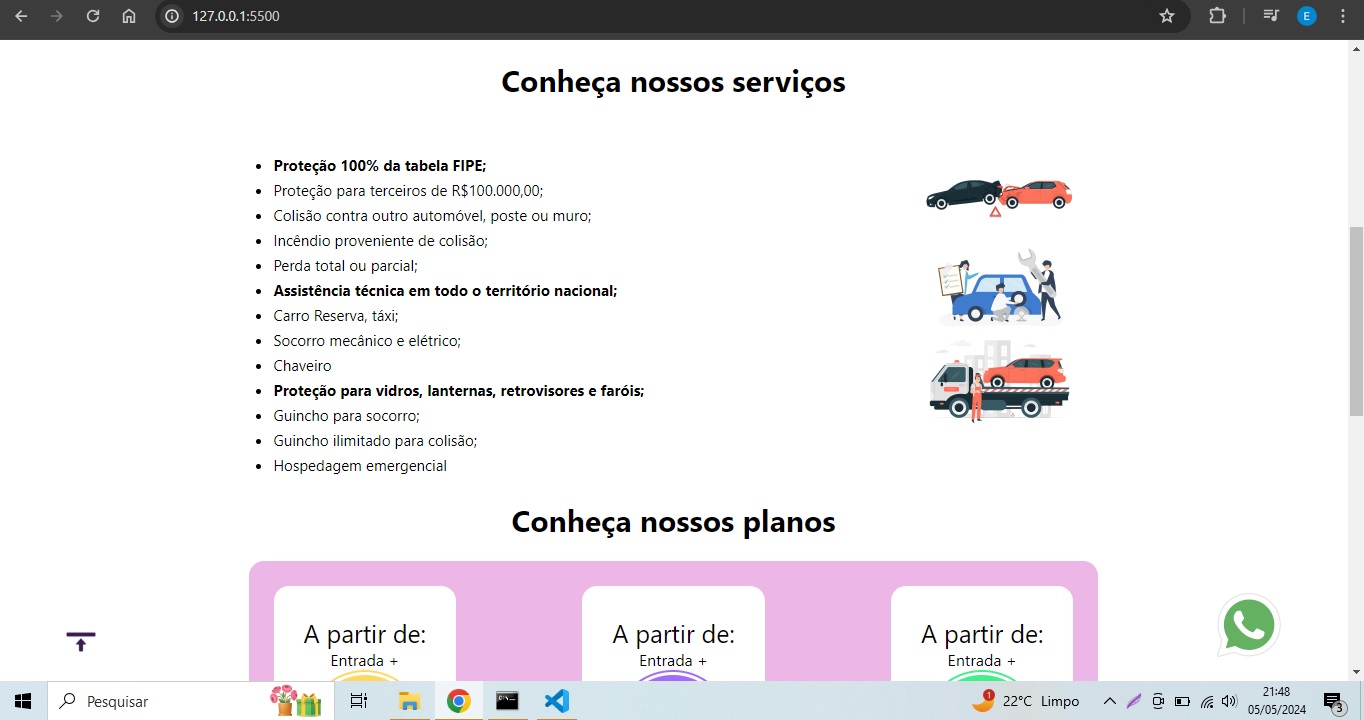 127.0.0.1:5500
E
Conheça nossos serviços
Proteção 100% da tabela FIPE;
Proteção para terceiros de R$100.000,00;
Colisão contra outro automóvel, poste ou muro;
Incêndio proveniente de colisão;
Perda total ou parcial;
Assistência técnica em todo o território nacional;
Carro Reserva, táxi;
Socorro mecânico e elétrico;
Chaveiro
Proteção para vidros, lanternas, retrovisores e faróis;
Guincho para socorro;
Guincho ilimitado para colisão;
Hospedagem emergencial
Conheça nossos planos
A partir de:
Entrada +
A partir de:
Entrada +
A partir de:
Entrada +
Pesquisar
1
22°C Limpo
21:48
05/05/2024
3